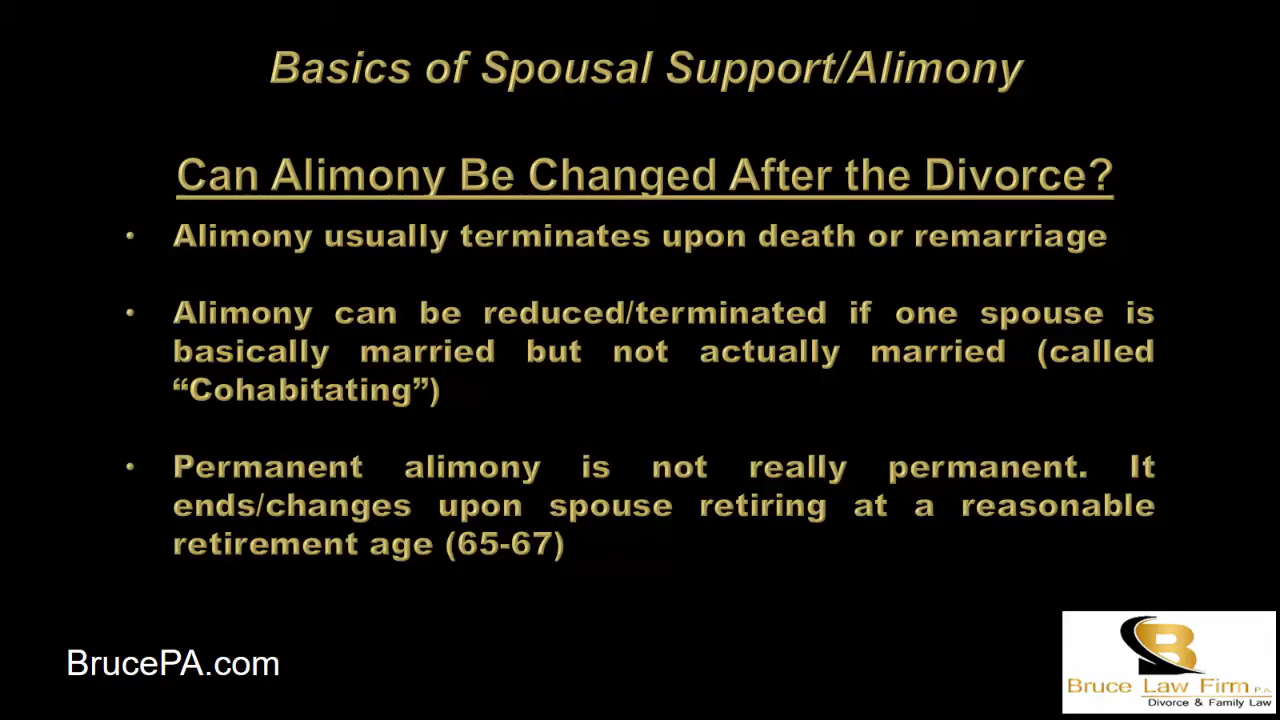 Basics of Spousal Support/Alimony
Can Alimony Be Changed After the Divorce?
• Alimony usually terminates upon death or remarriage
• Alimony can be reduced/terminated if one spouse is
basically married but not actually married (called
“Cohabitating”)
• Permanent alimony is not really permanent. It
ends/changes upon spouse retiring at a reasonable
retirement age (65-67)
BrucePA.com
B
Bruce Law Firm P.A.
Divorce & Family Law